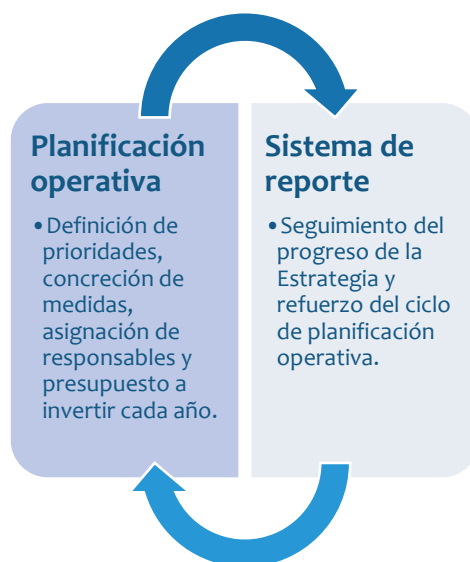 Planificación
operativa
•Definición de
prioridades,
concreción de
medidas,
asignación de
responsables y
presupuesto a
invertir cada año.
Sistema de
reporte
•Seguimiento del
progreso de la
Estrategia y
refuerzo del ciclo
de planificación
operativa.